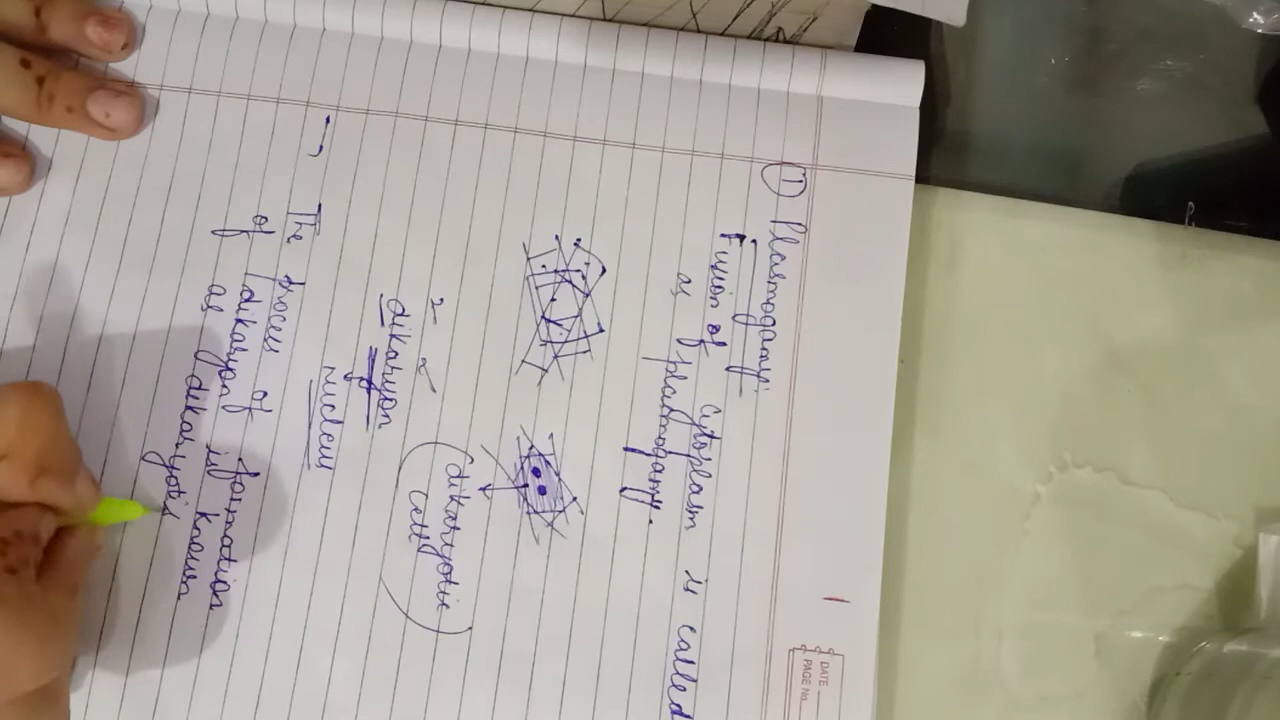 DATE
PAGE No.
① Plasmogamy:
Fusion of cytoplasm is called
as plasmogamy.
(dikaryotic
cell)
2-
dikaryon
nucleus
→ The process of formation
of dikaryon is known
as dikaryotis